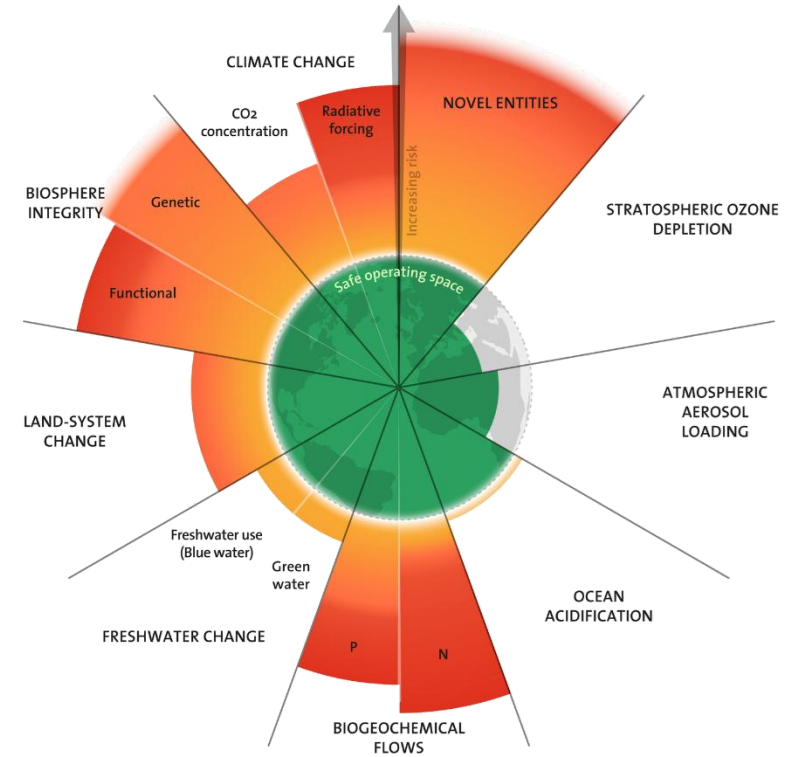 CLIMATE CHANGE
CO2
concentration
Radiative
forcing
NOVEL ENTITIES
Increasing risk
BIOSPHERE
INTEGRITY
Genetic
Functional
STRATOSPHERIC OZONE
DEPLETION
Safe operating space
LAND-SYSTEM
CHANGE
ATMOSPHERIC
AEROSOL
LOADING
Freshwater use
(Blue water)
Green
water
FRESHWATER CHANGE
OCEAN
ACIDIFICATION
P
N
BIOGEOCHEMICAL
FLOWS